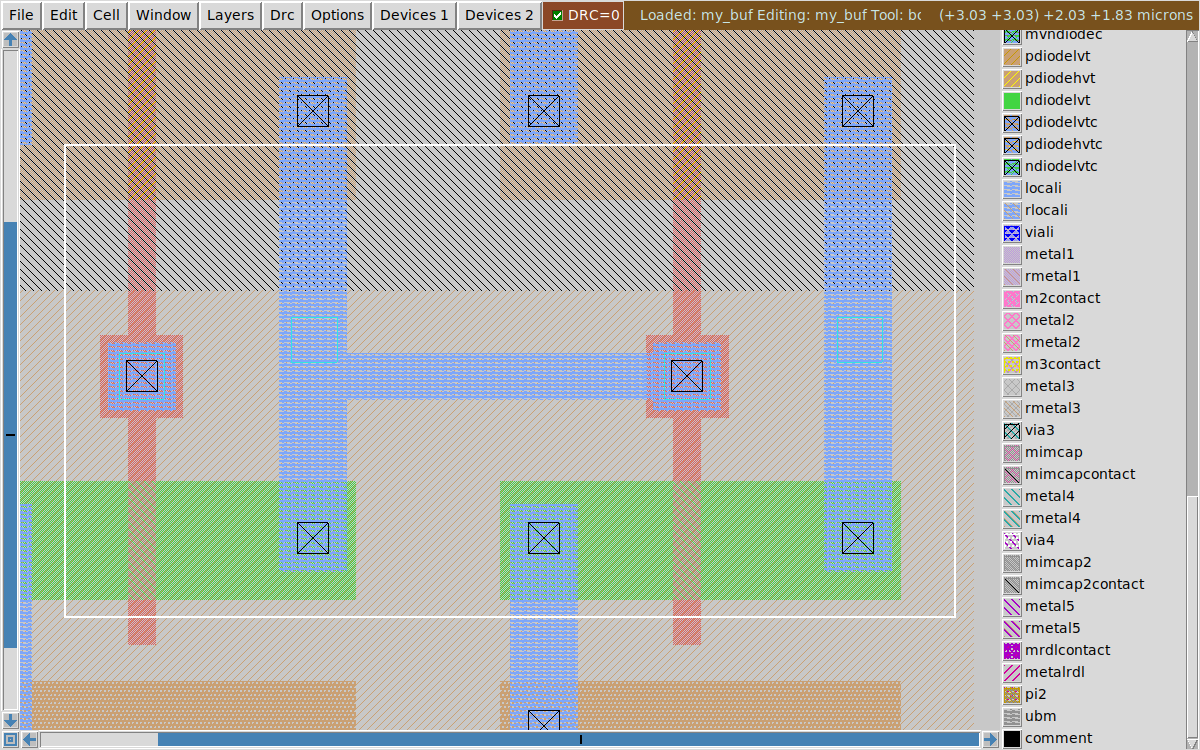 File Edit Cell Window Layers Drc Options Devices 1 Devices 2 DRC=0 Loaded: my_buf Editing: my_buf Tool: bo (+3.03 +3.03) +2.03 +1.83 microns
mvndiodec
pdiodelvt
pdiodehvt
ndiodelvt
pdiodelvtc
pdiodehvtc
ndiodelvtc
locali
rlocali
viali
metal1
rmetal1
m2contact
metal2
rmetal2
m3contact
metal3
rmetal3
via3
mimcap
mimcapcontact
metal4
rmetal4
via4
mimcap2
mimcap2contact
metal5
rmetal5
mrdlcontact
metalrdl
pi2
ubm
comment